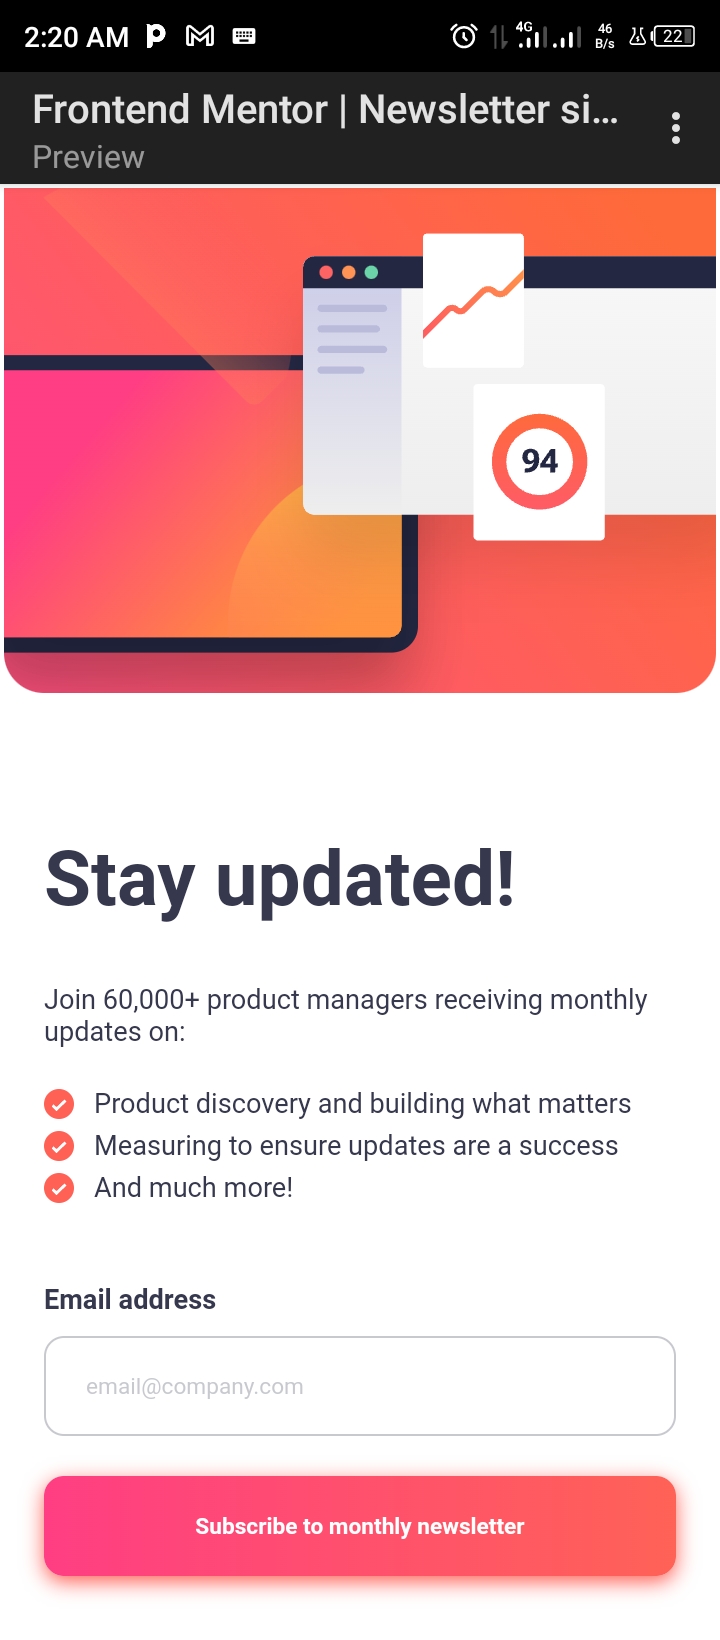 2:20 AM
4G
46
B/s
22
Frontend Mentor | Newsletter si...
Preview
94
Stay updated!
Join 60,000+ product managers receiving monthly
updates on:
Product discovery and building what matters
Measuring to ensure updates are a success
And much more!
Email address
email@company.com
Subscribe to monthly newsletter